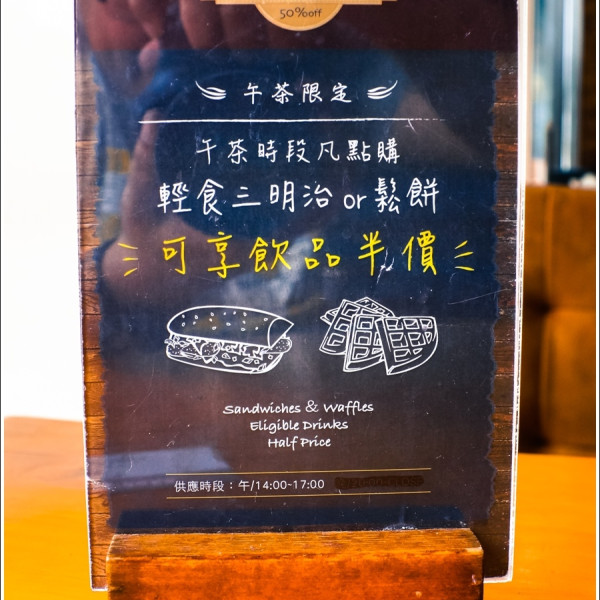 50%off
午茶限定
午茶時段凡點購
輕食三明治 or 鬆餅
可享飲品半價
Sandwiches & Waffles
Eligible Drinks
Half Price
供應時段：午/14:00~17:00